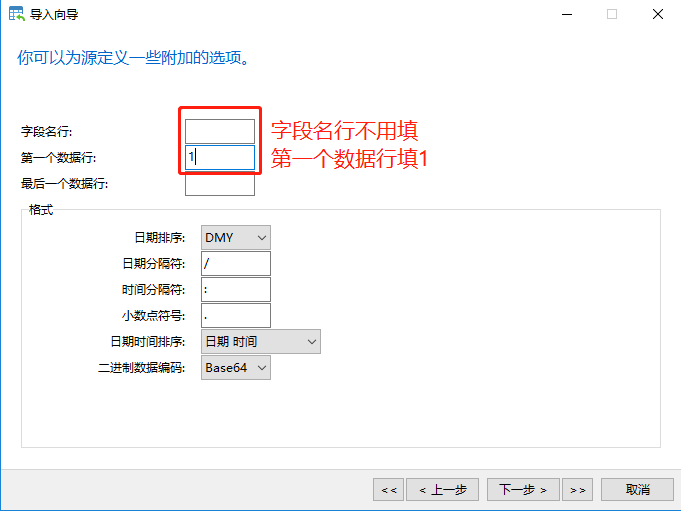 导入向导
你可以为源定义一些附加的选项。
字段名行:
字段名行不用填
第一个数据行: 1
第一个数据行填1
最后一个数据行:
格式
日期排序: DMY
日期分隔符: /
时间分隔符: :
小数点符号: .
日期时间排序: 日期 时间
二进制数据编码: Base64
<< < 上一步 下一步 > >> 取消